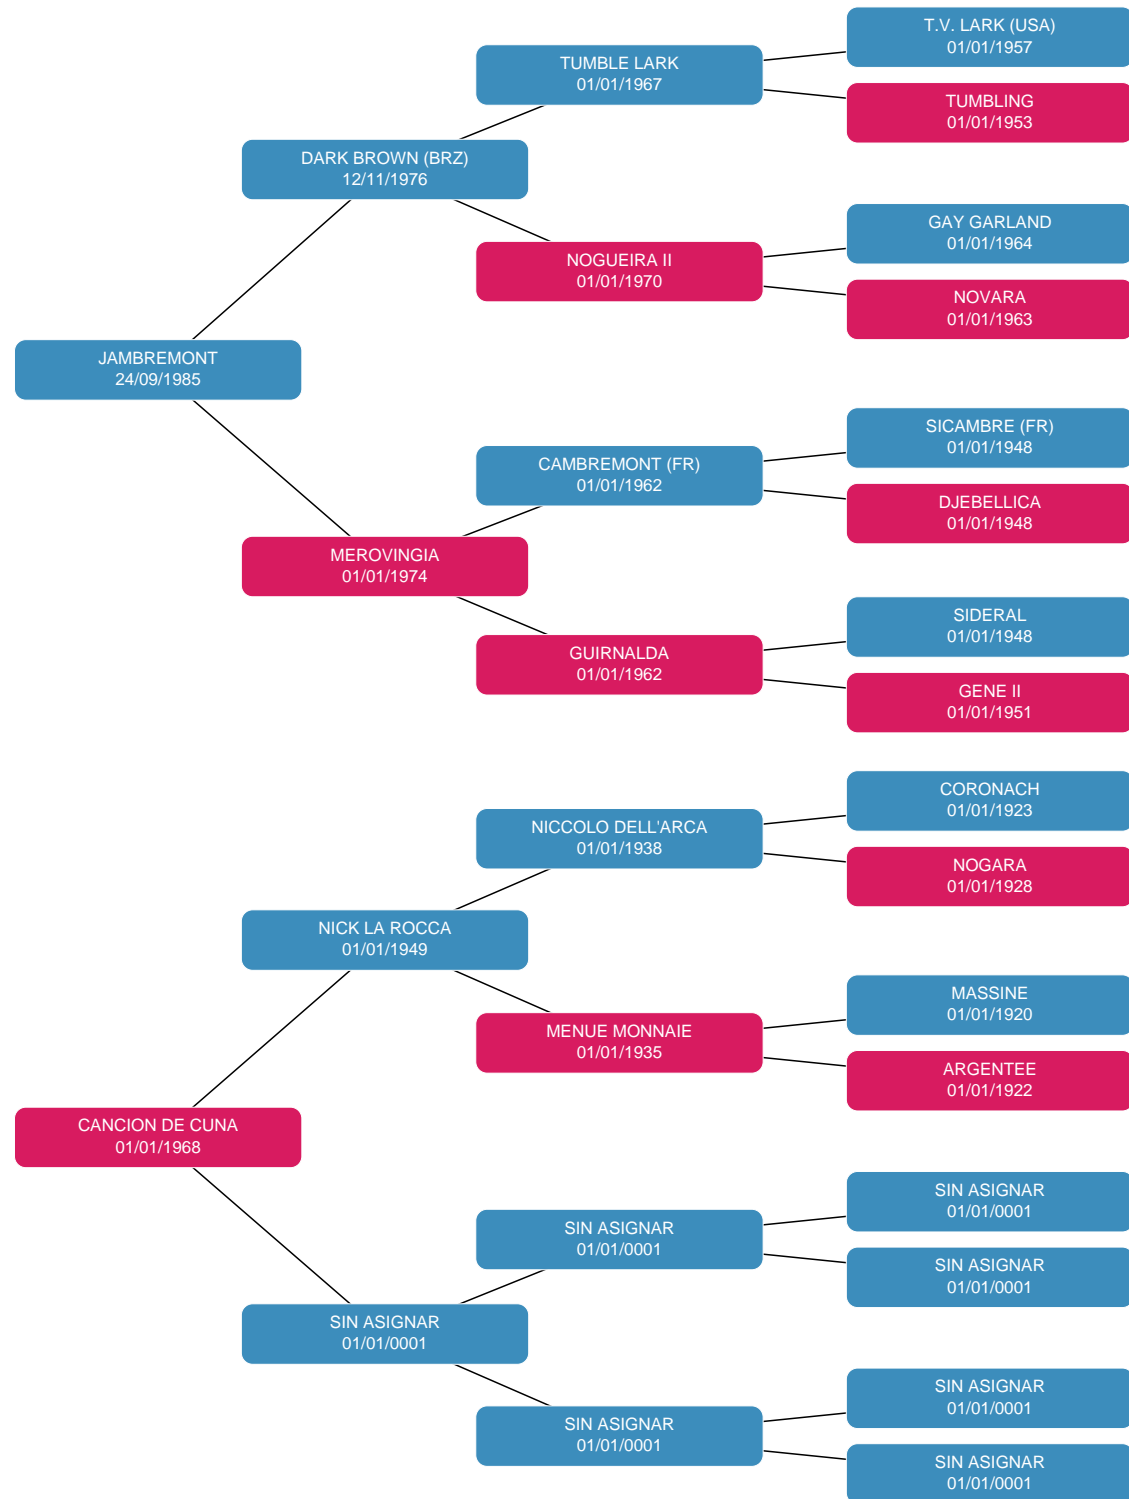 T.V. LARK (USA)
01/01/1957
TUMBLE LARK
01/01/1967
TUMBLING
01/01/1953
DARK BROWN (BRZ)
12/11/1976
GAY GARLAND
01/01/1964
NOGUEIRA II
01/01/1970
NOVARA
01/01/1963
JAMBREMONT
24/09/1985
SICAMBRE (FR)
01/01/1948
CAMBREMONT (FR)
01/01/1962
DJEBELLICA
01/01/1948
MEROVINGIA
01/01/1974
SIDERAL
01/01/1948
GUIRNALDA
01/01/1962
GENE II
01/01/1951
CORONACH
01/01/1923
NICCOLO DELL'ARCA
01/01/1938
NOGARA
01/01/1928
NICK LA ROCCA
01/01/1949
MASSINE
01/01/1920
MENUE MONNAIE
01/01/1935
ARGENTEE
01/01/1922
CANCION DE CUNA
01/01/1968
SIN ASIGNAR
01/01/0001
SIN ASIGNAR
01/01/0001
SIN ASIGNAR
01/01/0001
SIN ASIGNAR
01/01/0001
SIN ASIGNAR
01/01/0001
SIN ASIGNAR
01/01/0001
SIN ASIGNAR
01/01/0001